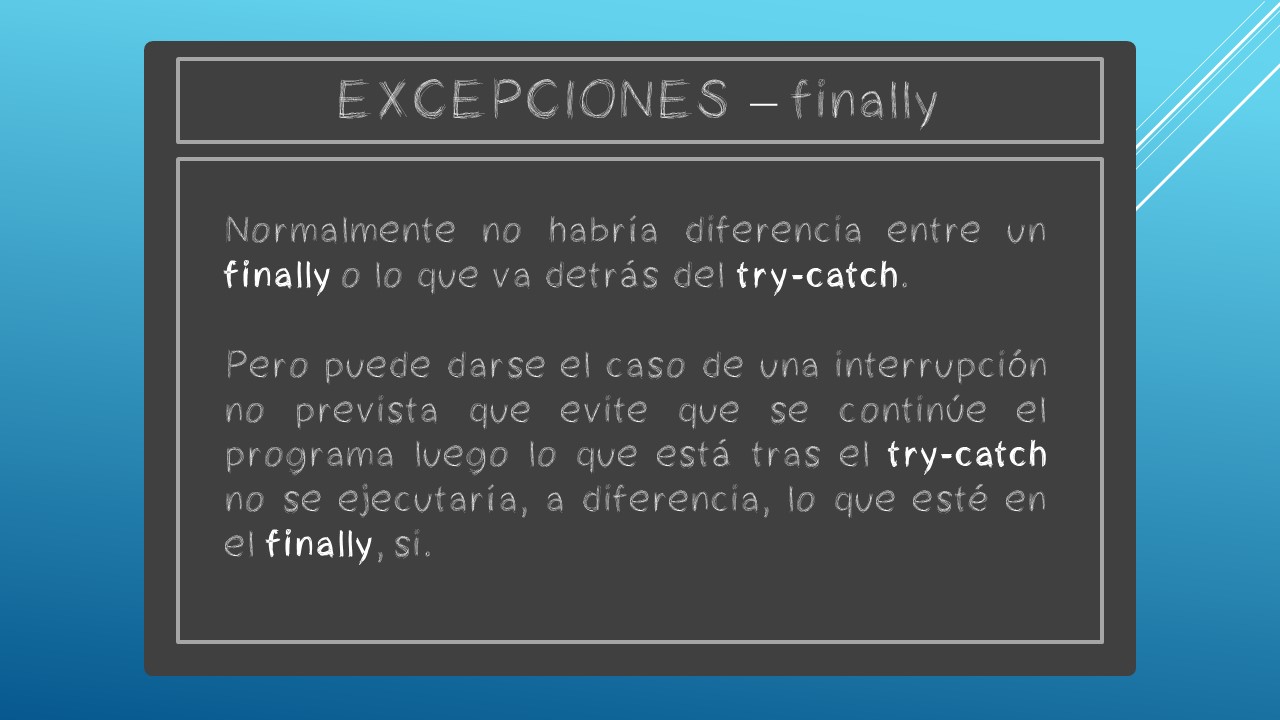 EXCEPCIONES – finally
Normalmente no habría diferencia entre un
finally o lo que va detrás del try-catch.
Pero puede darse el caso de una interrupción
no prevista que evite que se continúe el
programa luego lo que está tras el try-catch
no se ejecutaría, a diferencia, lo que esté en
el finally, si.